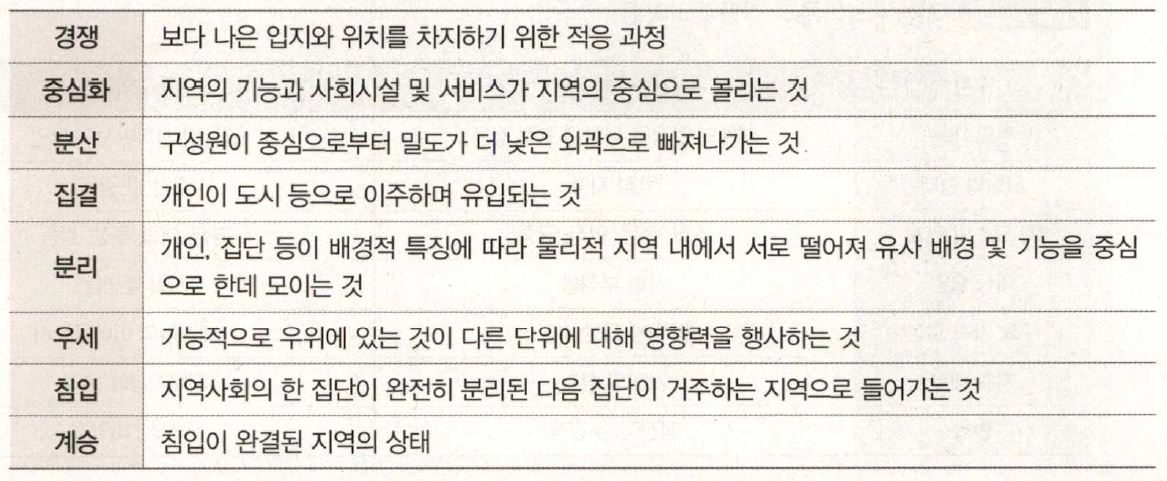 경쟁 보다 나은 입지와 위치를 차지하기 위한 적응 과정
중심화 지역의 기능과 사회시설 및 서비스가 지역의 중심으로 몰리는 것
분산 구성원이 중심으로부터 밀도가 더 낮은 외곽으로 빠져나가는 것
집결 개인이 도시 등으로 이주하며 유입되는 것
분리 개인, 집단 등이 배경적 특징에 따라 물리적 지역 내에서 서로 떨어져 유사 배경 및 기능을 중심
으로 한데 모이는 것
우세 기능적으로 우위에 있는 것이 다른 단위에 대해 영향력을 행사하는 것
침입 지역사회의 한 집단이 완전히 분리된 다음 집단이 거주하는 지역으로 들어가는 것
계승 침입이 완결된 지역의 상태